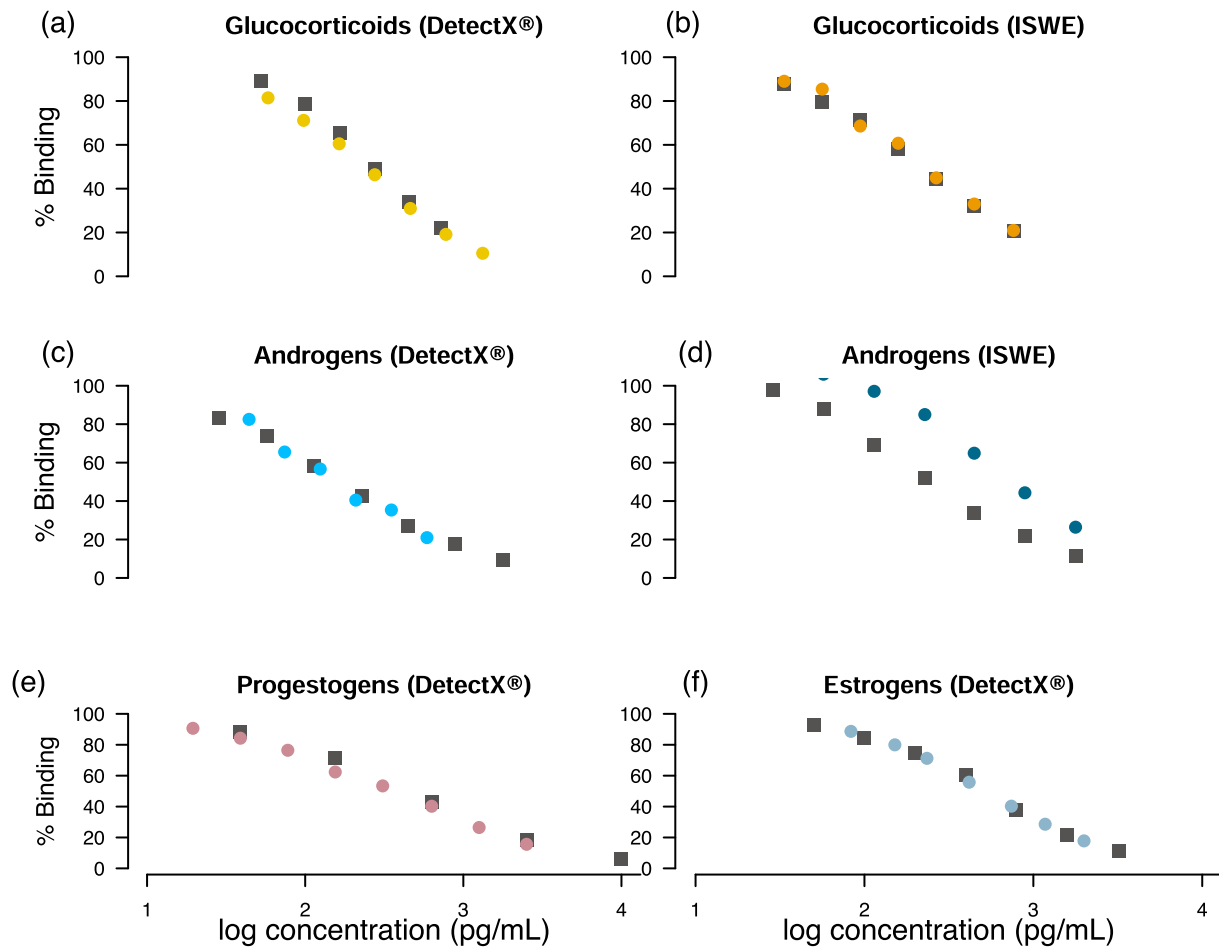 (a) Glucocorticoids (DetectX®)
100
80
60
40
20
0
% Binding
(b) Glucocorticoids (ISWE)
100
80
60
40
20
0
(c) Androgens (DetectX®)
100
80
60
40
20
0
% Binding
(d) Androgens (ISWE)
100
80
60
40
20
0
(e) Progestogens (DetectX®)
100
80
60
40
20
0
% Binding
1 2 3 4
log concentration (pg/mL)
(f) Estrogens (DetectX®)
100
80
60
40
20
0
1 2 3 4
log concentration (pg/mL)